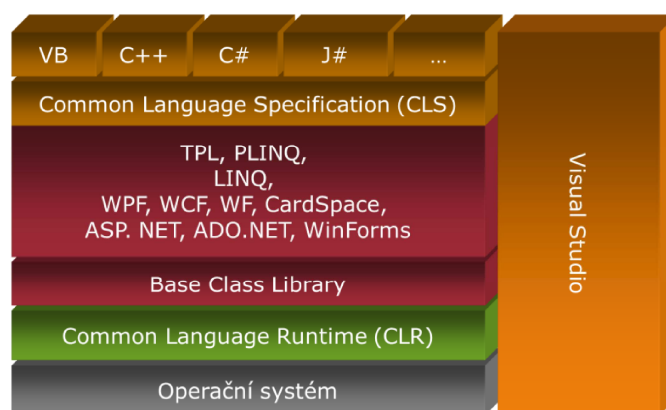 VB C++ C# J# ...
Common Language Specification (CLS)
TPL, PLINQ,
LINQ,
WPF, WCF, WF, CardSpace,
ASP. NET, ADO.NET, WinForms
Base Class Library
Common Language Runtime (CLR)
Operační systém
Visual Studio